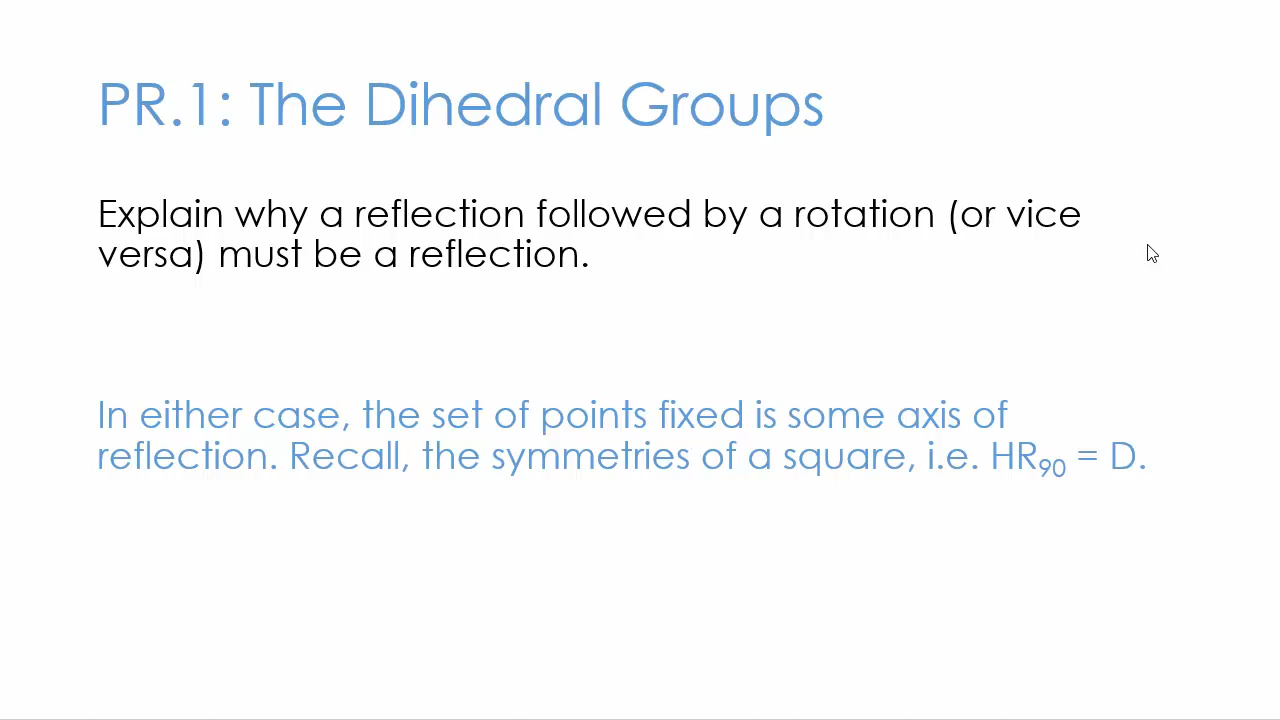 PR.1: The Dihedral Groups
Explain why a reflection followed by a rotation (or vice
versa) must be a reflection.
In either case, the set of points fixed is some axis of
reflection. Recall, the symmetries of a square, i.e. HR₉₀ = D.